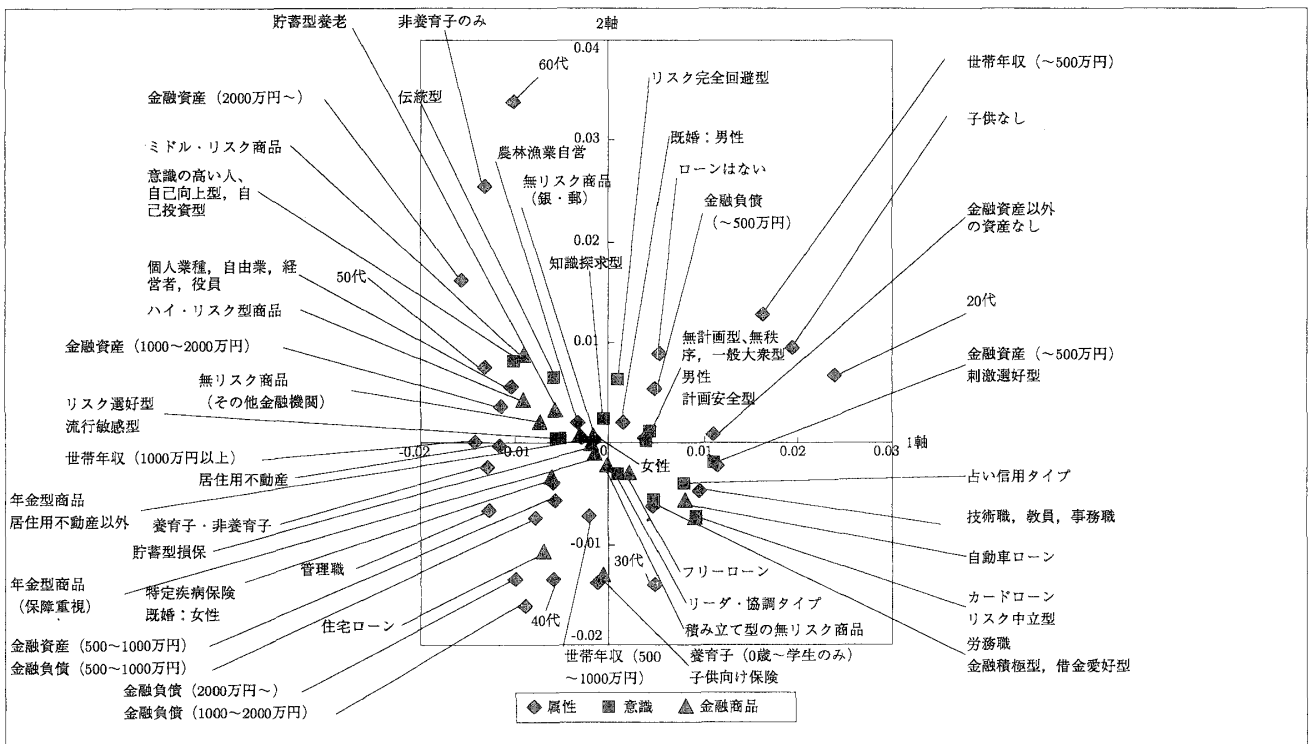 貯蓄型養老
非養育子のみ
2軸
0.04
60代
世帯年収（～500万円）
リスク完全回避型
金融資産（2000万円～）
伝統型
子供なし
0.03
既婚：男性
ミドル・リスク商品
農林漁業自営
ローンはない
意識の高い人、
自己向上型，自
己投資型
無リスク商品
（銀・郵）
金融負債
（～500万円）
金融資産以外
の資産なし
0.02
知識探求型
個人業種，自由業，経
営者，役員
50代
20代
ハイ・リスク型商品
無計画型、無秩
序，一般大衆型
男性
計画安全型
0.01
金融資産（1000～2000万円）
金融資産（～500万円）
刺激選好型
無リスク商品
（その他金融機関）
リスク選好型
流行敏感型
-0.02
-0.01
0
0.01
0.02
0.03
1軸
世帯年収（1000万円以上）
女性
居住用不動産
占い信用タイプ
年金型商品
居住用不動産以外
養育子・非養育子
技術職，教員，事務職
貯蓄型損保
-0.01
自動車ローン
管理職
30代
フリーローン
年金型商品
（保障重視）
特定疾病保険
既婚：女性
カードローン
リスク中立型
リーダ・協調タイプ
住宅ローン
40代
積み立て型の無リスク商品
労務職
金融積極型，借金愛好型
金融資産（500～1000万円）
-0.02
金融負債（500～1000万円）
世帯年収（500
～1000万円）
養育子（0歳～学生のみ）
子供向け保険
金融負債（2000万円～）
金融負債（1000～2000万円）
属性 意識 金融商品